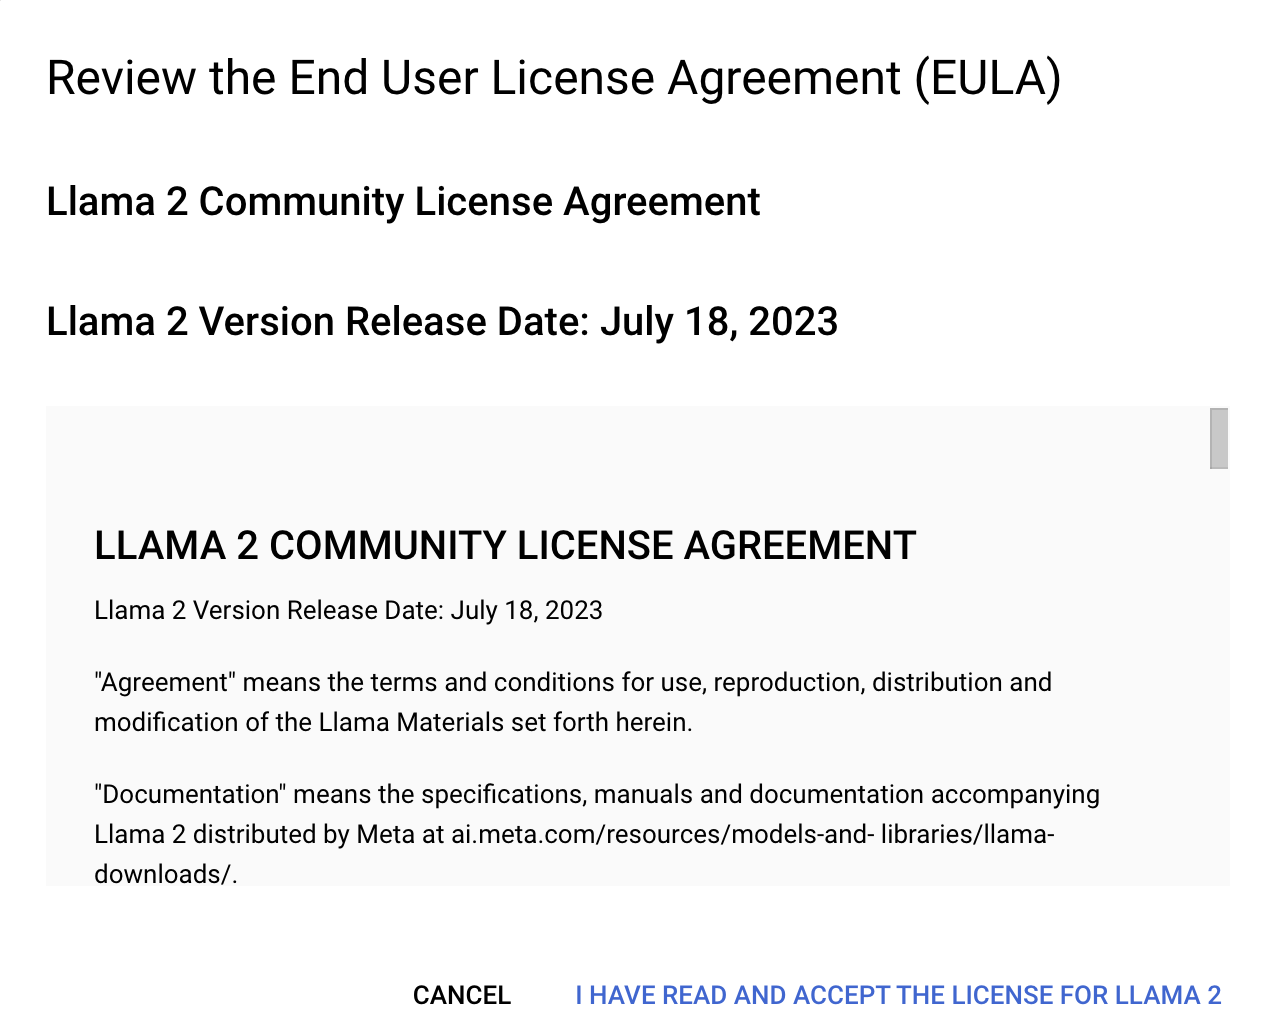 Review the End User License Agreement (EULA)
Llama 2 Community License Agreement
Llama 2 Version Release Date: July 18, 2023
LLAMA 2 COMMUNITY LICENSE AGREEMENT
Llama 2 Version Release Date: July 18, 2023
"Agreement" means the terms and conditions for use, reproduction, distribution and
modification of the Llama Materials set forth herein.
"Documentation" means the specifications, manuals and documentation accompanying
Llama 2 distributed by Meta at ai.meta.com/resources/models-and- libraries/llama-
downloads/.
CANCEL
I HAVE READ AND ACCEPT THE LICENSE FOR LLAMA 2